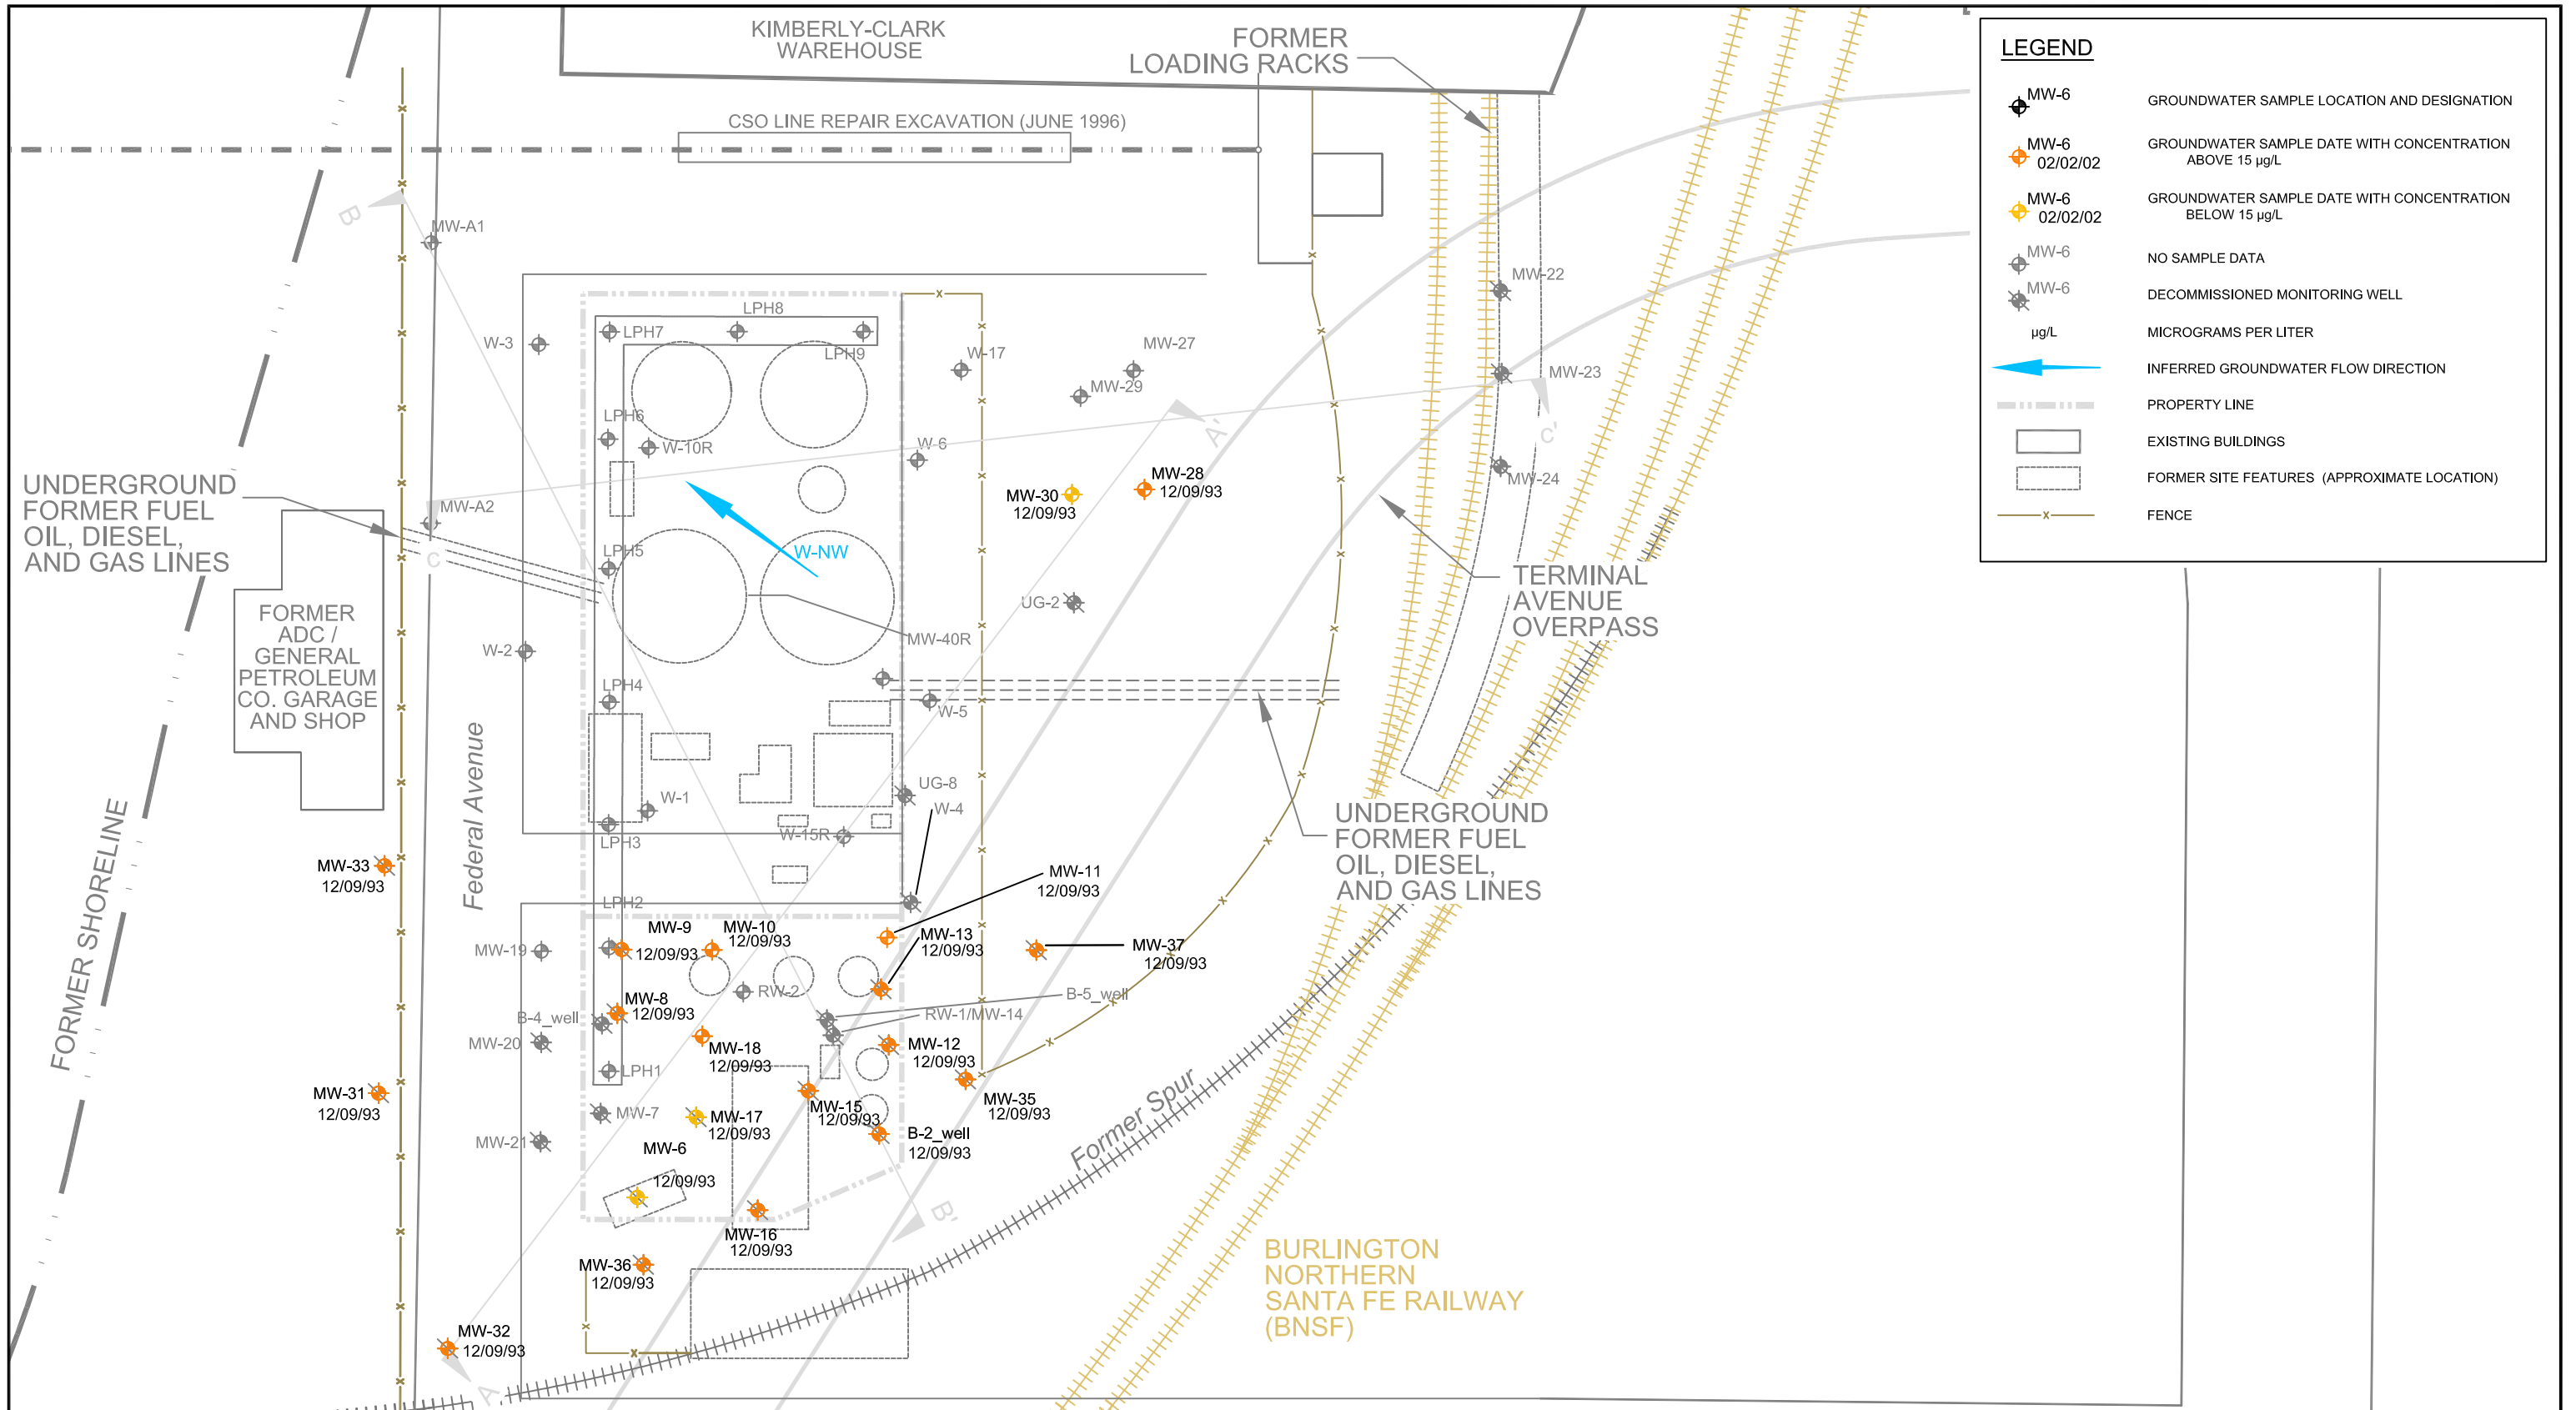 KIMBERLY-CLARK
WAREHOUSE
FORMER
LOADING RACKS
CSO LINE REPAIR EXCAVATION (JUNE 1996)
LEGEND
MW-6
GROUNDWATER SAMPLE LOCATION AND DESIGNATION
MW-6
02/02/02
GROUNDWATER SAMPLE DATE WITH CONCENTRATION
ABOVE 15 µg/L
MW-6
02/02/02
GROUNDWATER SAMPLE DATE WITH CONCENTRATION
BELOW 15 µg/L
MW-6
NO SAMPLE DATA
MW-6
DECOMMISSIONED MONITORING WELL
µg/L
MICROGRAMS PER LITER
INFERRED GROUNDWATER FLOW DIRECTION
PROPERTY LINE
EXISTING BUILDINGS
FORMER SITE FEATURES (APPROXIMATE LOCATION)
FENCE
B
MW-A1
W-3
LPH7
LPH8
LPH9
W-17
MW-27
MW-29
MW-22
MW-23
A'
C'
LPH6
W-10R
W-6
MW-24
UNDERGROUND
FORMER FUEL
OIL, DIESEL,
AND GAS LINES
MW-A2
C
MW-28
12/09/93
MW-30
12/09/93
LPH5
W-NW
UG-2
TERMINAL
AVENUE
OVERPASS
FORMER
ADC /
GENERAL
PETROLEUM
CO. GARAGE
AND SHOP
W-2
MW-40R
LPH4
W-5
Federal Avenue
W-1
UG-8
W-4
LPH3
W-15R
UNDERGROUND
FORMER FUEL
OIL, DIESEL,
AND GAS LINES
FORMER SHORELINE
MW-33
12/09/93
MW-11
12/09/93
LPH2
MW-9
12/09/93
MW-10
12/09/93
MW-13
12/09/93
MW-37
12/09/93
MW-19
RW-2
B-5_well
MW-8
12/09/93
B-4_well
RW-1/MW-14
MW-20
MW-18
12/09/93
MW-12
12/09/93
LPH1
MW-31
12/09/93
MW-7
MW-17
12/09/93
MW-15
12/09/93
MW-35
12/09/93
MW-21
MW-6
12/09/93
B-2_well
12/09/93
Former Spur
B'
MW-16
12/09/93
MW-36
12/09/93
BURLINGTON
NORTHERN
SANTA FE RAILWAY
(BNSF)
MW-32
12/09/93
A